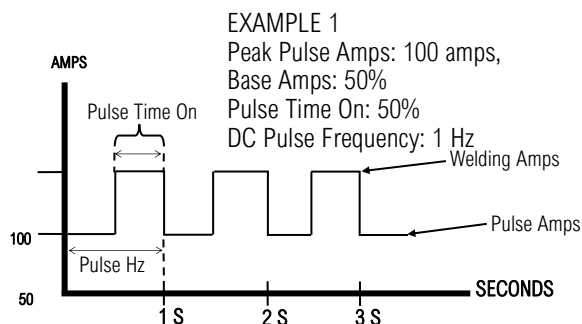 EXAMPLE 1
Peak Pulse Amps: 100 amps,
Base Amps: 50%
Pulse Time On: 50%
DC Pulse Frequency: 1 Hz
AMPS
Pulse Time On
Welding Amps
Pulse Amps
100
Pulse Hz
50
SECONDS
1 S
2 S
3 S